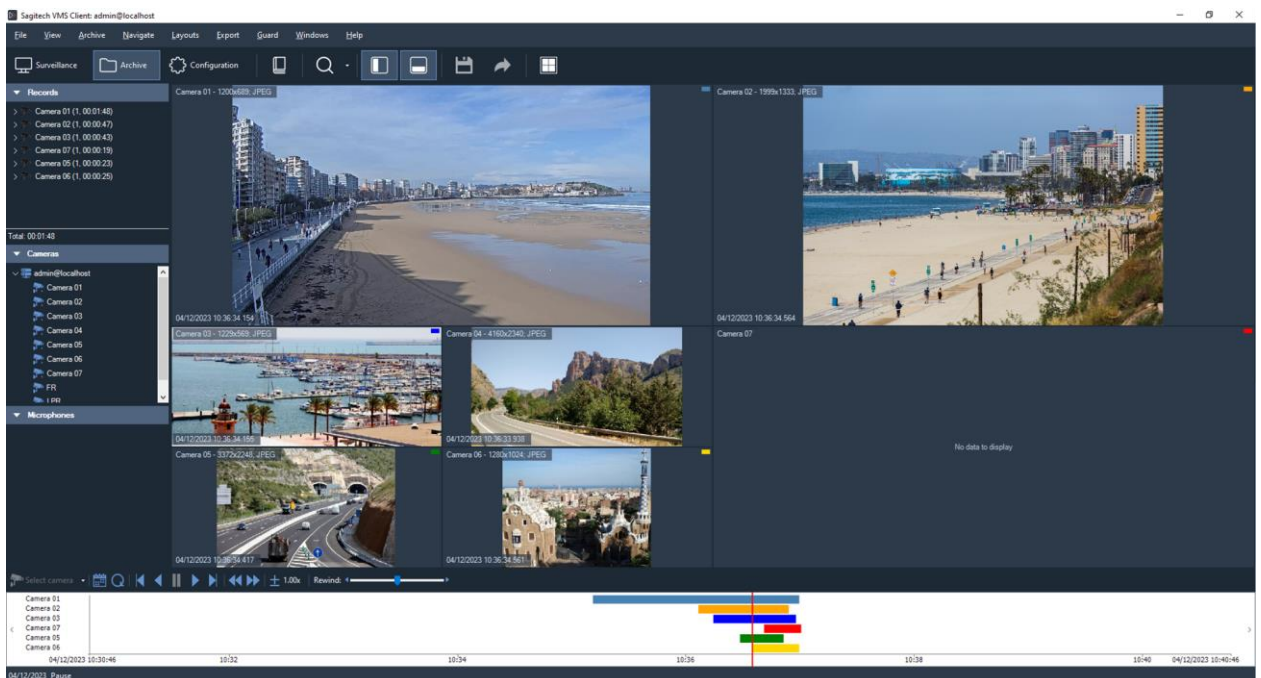 Sagitech VMS Client: admin@localhost
File View Archive Navigate Layouts Export Guard Windows Help
Surveillance Archive Configuration
Records
Camera 01 (1, 00:01:48)
Camera 02 (1, 00:00:47)
Camera 03 (1, 00:00:43)
Camera 07 (1, 00:00:19)
Camera 05 (1, 00:00:23)
Camera 06 (1, 00:00:25)
Total: 00:01:48
Cameras
admin@localhost
Camera 01
Camera 02
Camera 03
Camera 04
Camera 05
Camera 06
Camera 07
FR
LPR
Microphones
Camera 01 - 1200x689; JPEG
04/12/2023 10:36:34.154
Camera 02 - 1999x1333; JPEG
04/12/2023 10:36:34.564
Camera 03 - 1229x569; JPEG
04/12/2023 10:36:34.155
Camera 04 - 4160x2340; JPEG
04/12/2023 10:36:33.938
Camera 07
No data to display
Camera 05 - 3372x2248; JPEG
04/12/2023 10:36:34.417
Camera 06 - 1280x1024; JPEG
04/12/2023 10:36:34.561
Select camera 1.00x Rewind:
Camera 01
Camera 02
Camera 03
Camera 07
Camera 05
Camera 06
04/12/2023 10:30:46 10:32 10:34 10:36 10:38 10:40 04/12/2023 10:40:46
04/12/2023 Pause